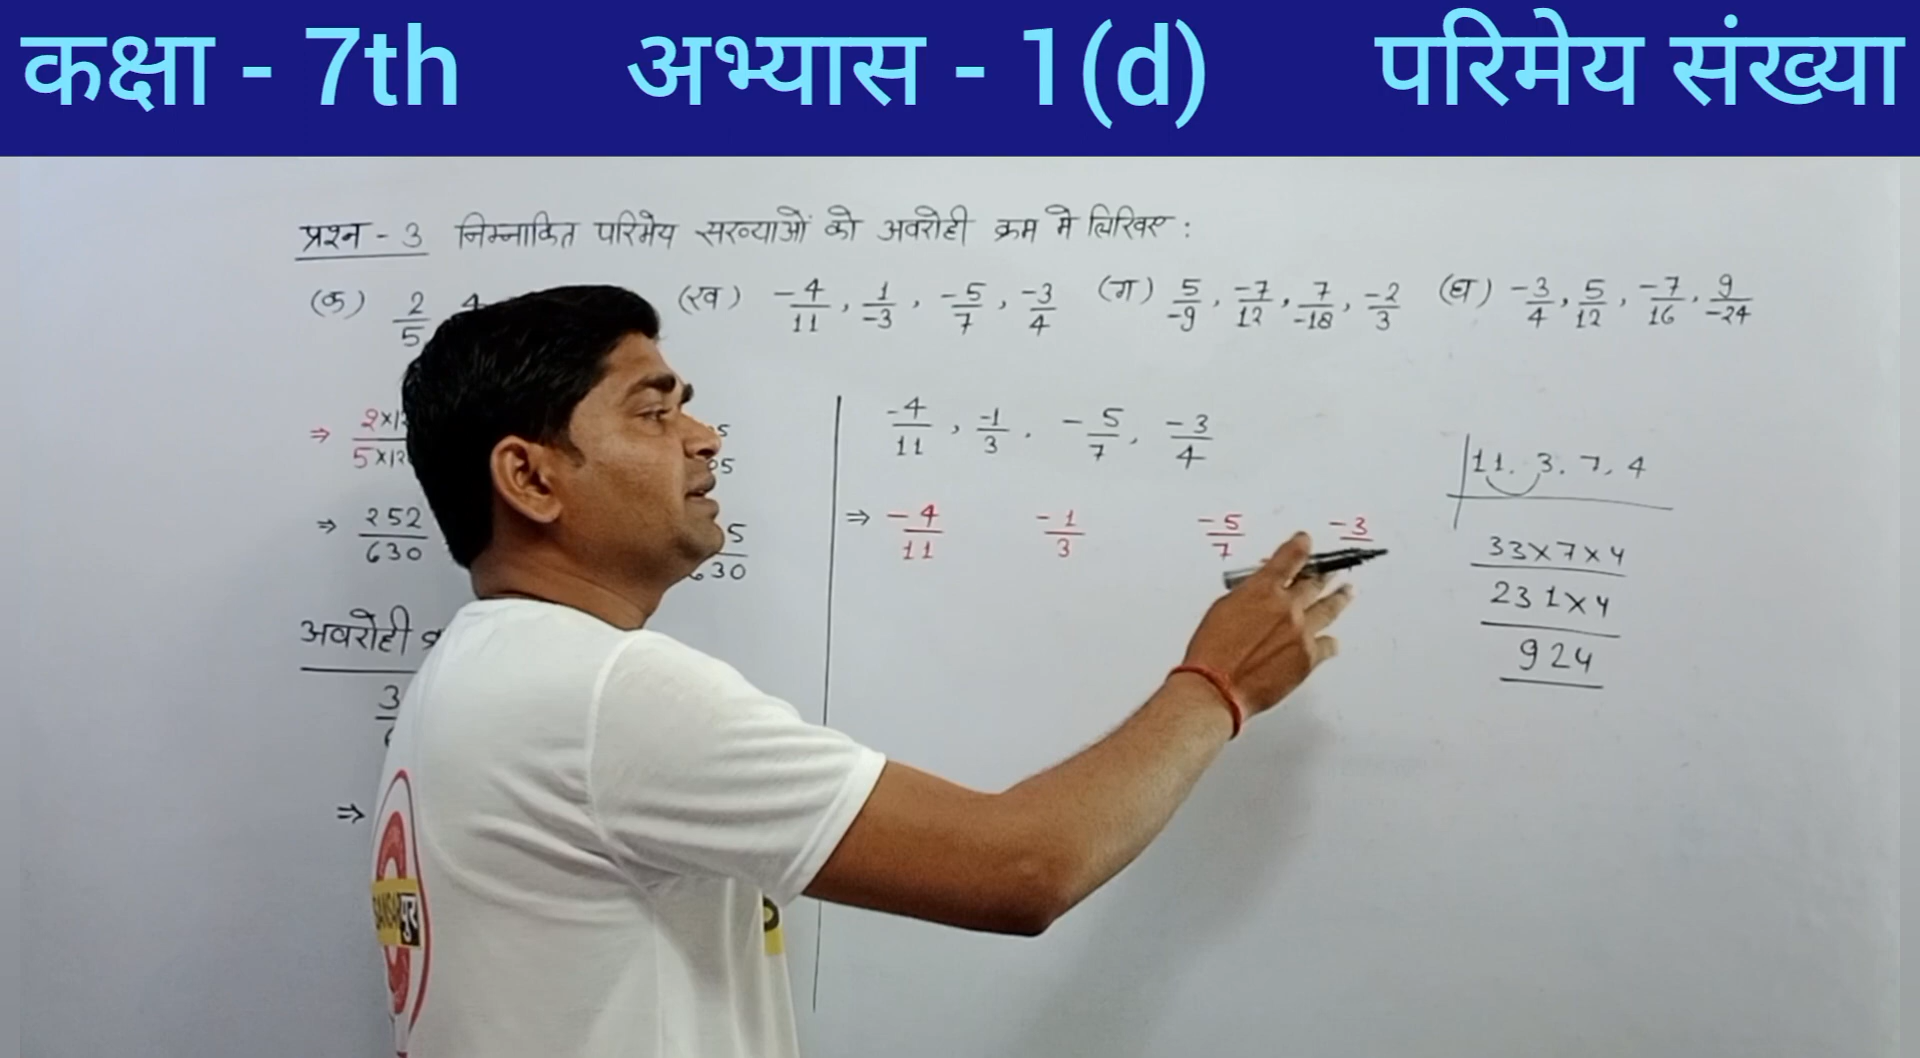 कक्षा - 7th अभ्यास - 1(d) परिमेय संख्या
प्रश्न - 3 निम्नाकित परिमेय सख्याओं को अवरोही क्रम मे लिखिए :
(क) 2/5 (ख) -4/11 , 1/-3 , -5/7 , -3/4 (ग) 5/-9 , -7/12 , 7/-18 , -2/3 (घ) -3/4 , 5/12 , -7/16 , 9/-24
-4/11 , -1/3 , -5/7 , -3/4
11. 3. 7, 4
⇒ -4/11 -1/3 -5/7 -3
33×7×4
231×4
924
⇒ 252/630 5/630
अवरोही
⇒